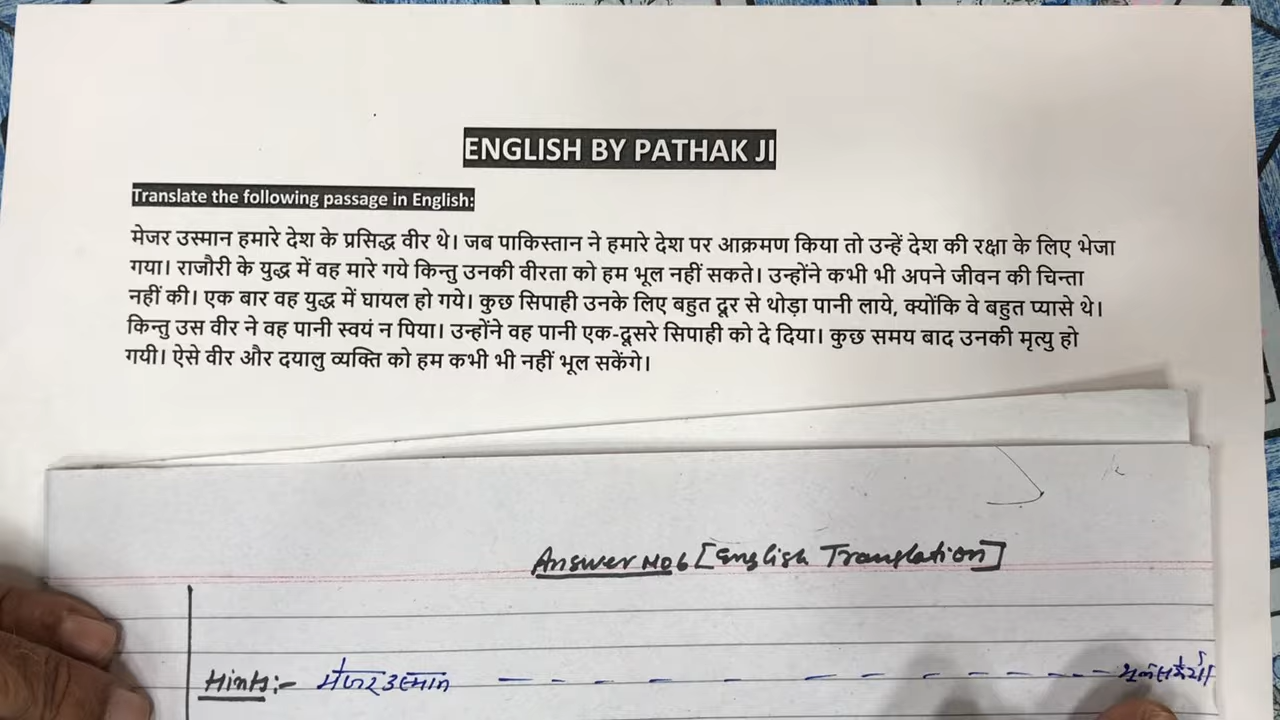 ENGLISH BY PATHAK JI
Translate the following passage in English:
मेजर उस्मान हमारे देश के प्रसिद्ध वीर थे। जब पाकिस्तान ने हमारे देश पर आक्रमण किया तो उन्हें देश की रक्षा के लिए भेजा
गया। राजौरी के युद्ध में वह मारे गये किन्तु उनकी वीरता को हम भूल नहीं सकते। उन्होंने कभी भी अपने जीवन की चिन्ता
नहीं की। एक बार वह युद्ध में घायल हो गये। कुछ सिपाही उनके लिए बहुत दूर से थोड़ा पानी लाये, क्योंकि वे बहुत प्यासे थे।
किन्तु उस वीर ने वह पानी स्वयं न पिया। उन्होंने वह पानी एक-दूसरे सिपाही को दे दिया। कुछ समय बाद उनकी मृत्यु हो
गयी। ऐसे वीर और दयालु व्यक्ति को हम कभी भी नहीं भूल सकेंगे।
Answer No 6 [English Translation]
Hints:- मेजर उस्मान - - - - - - - - - - - - भूल सकेंगे।